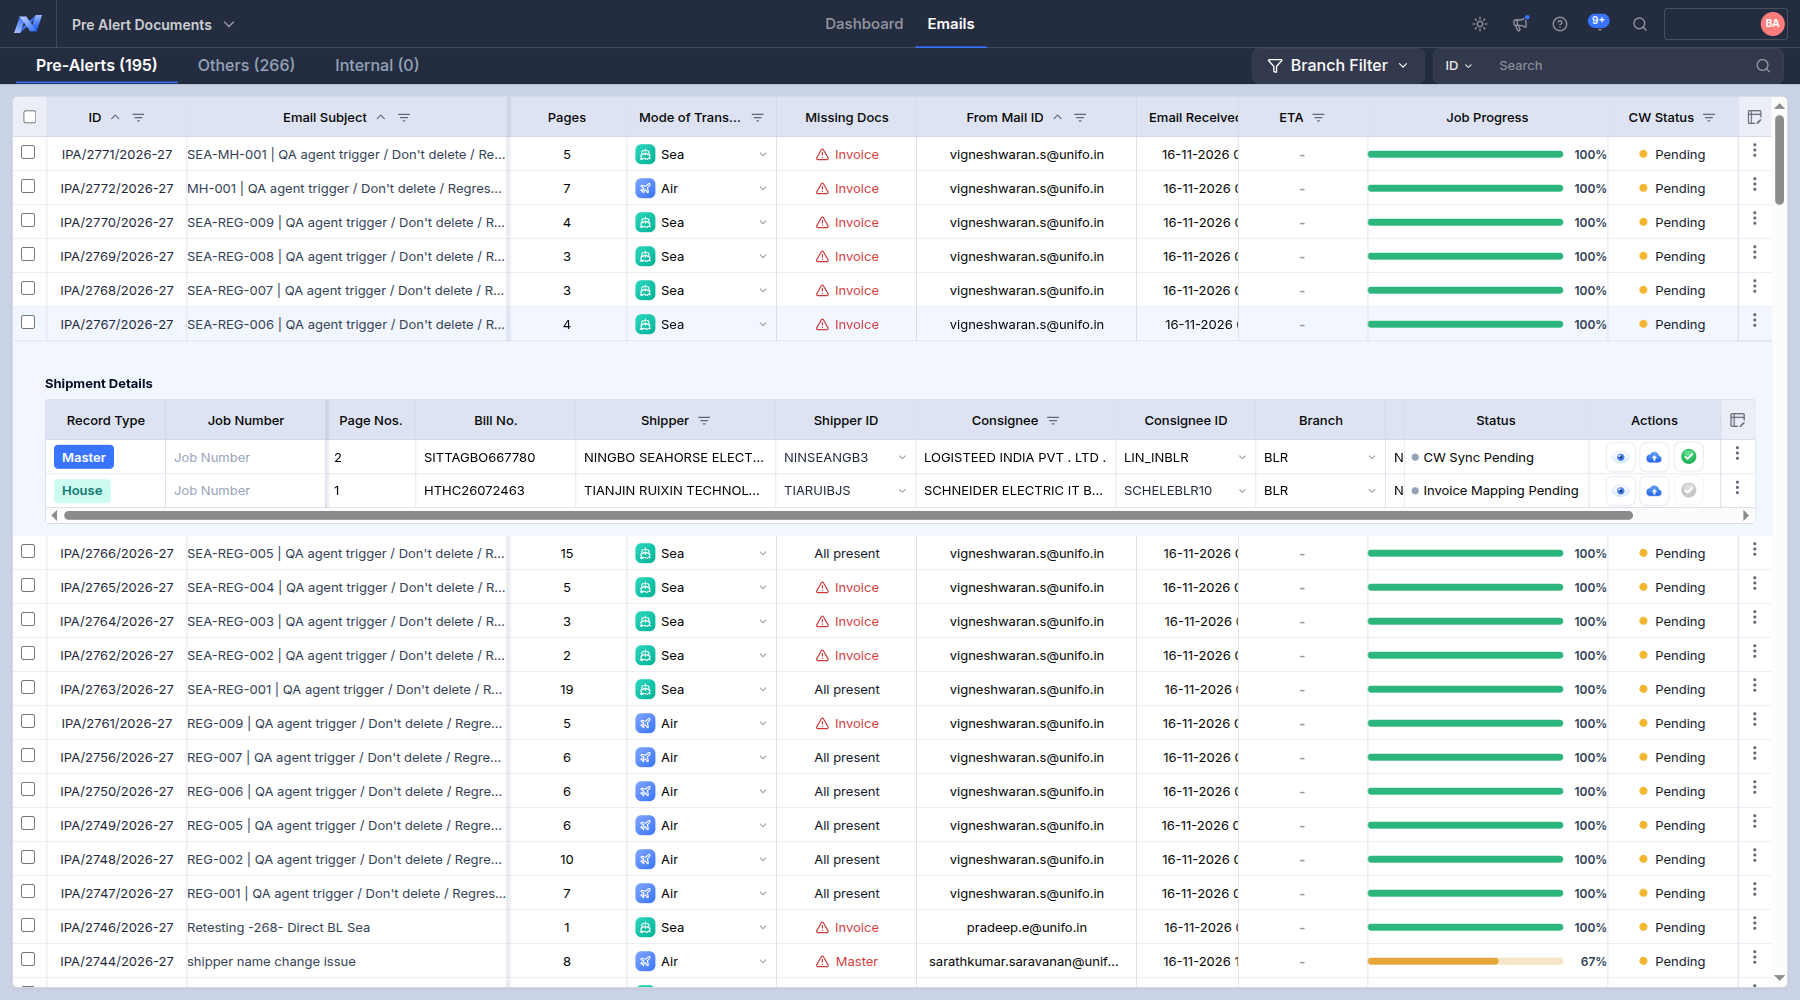 Pre Alert Documents Dashboard Emails 9+ BA
Pre-Alerts (195) Others (266) Internal (0) Branch Filter ID Search
ID Email Subject Pages Mode of Trans... Missing Docs From Mail ID Email Received ETA Job Progress CW Status
IPA/2771/2026-27 SEA-MH-001 | QA agent trigger / Don't delete / Re... 5 Sea Invoice vigneshwaran.s@unifo.in 16-11-2026 0 - 100% Pending
IPA/2772/2026-27 MH-001 | QA agent trigger / Don't delete / Regres... 7 Air Invoice vigneshwaran.s@unifo.in 16-11-2026 0 - 100% Pending
IPA/2770/2026-27 SEA-REG-009 | QA agent trigger / Don't delete / R... 4 Sea Invoice vigneshwaran.s@unifo.in 16-11-2026 0 - 100% Pending
IPA/2769/2026-27 SEA-REG-008 | QA agent trigger / Don't delete / R... 3 Sea Invoice vigneshwaran.s@unifo.in 16-11-2026 0 - 100% Pending
IPA/2768/2026-27 SEA-REG-007 | QA agent trigger / Don't delete / R... 3 Sea Invoice vigneshwaran.s@unifo.in 16-11-2026 0 - 100% Pending
IPA/2767/2026-27 SEA-REG-006 | QA agent trigger / Don't delete / R... 4 Sea Invoice vigneshwaran.s@unifo.in 16-11-2026 - 100% Pending
Shipment Details
Record Type Job Number Page Nos. Bill No. Shipper Shipper ID Consignee Consignee ID Branch Status Actions
Master Job Number 2 SITTAGBO667780 NINGBO SEAHORSE ELECT... NINSEANGB3 LOGISTEED INDIA PVT . LTD . LIN_INBLR BLR N CW Sync Pending
House Job Number 1 HTHC26072463 TIANJIN RUIXIN TECHNOL... TIARUIBJS SCHNEIDER ELECTRIC IT B... SCHELEBLR10 BLR N Invoice Mapping Pending
IPA/2766/2026-27 SEA-REG-005 | QA agent trigger / Don't delete / R... 15 Sea All present vigneshwaran.s@unifo.in 16-11-2026 0 - 100% Pending
IPA/2765/2026-27 SEA-REG-004 | QA agent trigger / Don't delete / R... 5 Sea Invoice vigneshwaran.s@unifo.in 16-11-2026 - 100% Pending
IPA/2764/2026-27 SEA-REG-003 | QA agent trigger / Don't delete / R... 3 Sea Invoice vigneshwaran.s@unifo.in 16-11-2026 - 100% Pending
IPA/2762/2026-27 SEA-REG-002 | QA agent trigger / Don't delete / R... 2 Sea Invoice vigneshwaran.s@unifo.in 16-11-2026 0 - 100% Pending
IPA/2763/2026-27 SEA-REG-001 | QA agent trigger / Don't delete / R... 19 Sea All present vigneshwaran.s@unifo.in 16-11-2026 - 100% Pending
IPA/2761/2026-27 REG-009 | QA agent trigger / Don't delete / Regre... 5 Air Invoice vigneshwaran.s@unifo.in 16-11-2026 0 - 100% Pending
IPA/2756/2026-27 REG-007 | QA agent trigger / Don't delete / Regre... 6 Air All present vigneshwaran.s@unifo.in 16-11-2026 0 - 100% Pending
IPA/2750/2026-27 REG-006 | QA agent trigger / Don't delete / Regre... 6 Air All present vigneshwaran.s@unifo.in 16-11-2026 0 - 100% Pending
IPA/2749/2026-27 REG-005 | QA agent trigger / Don't delete / Regre... 6 Air All present vigneshwaran.s@unifo.in 16-11-2026 0 - 100% Pending
IPA/2748/2026-27 REG-002 | QA agent trigger / Don't delete / Regre... 10 Air All present vigneshwaran.s@unifo.in 16-11-2026 0 - 100% Pending
IPA/2747/2026-27 REG-001 | QA agent trigger / Don't delete / Regres... 7 Air All present vigneshwaran.s@unifo.in 16-11-2026 0 - 100% Pending
IPA/2746/2026-27 Retesting -268- Direct BL Sea 1 Sea Invoice pradeep.e@unifo.in 16-11-2026 - 100% Pending
IPA/2744/2026-27 shipper name change issue 8 Air Master sarathkumar.saravanan@unif... 16-11-2026 1 - 67% Pending